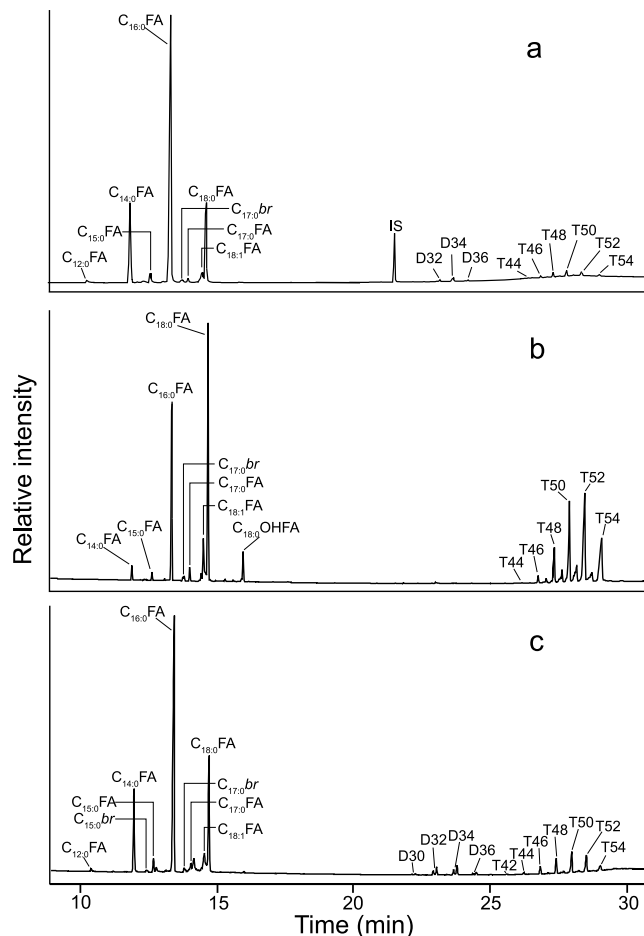 Relative intensity
a
C16:0FA
C14:0FA
C15:0FA
C12:0FA
C18:0FA
C17:0br
C17:0FA
C18:1FA
IS
D32
D34
D36
T44
T46
T48
T50
T52
T54
b
C18:0FA
C16:0FA
C17:0br
C17:0FA
C18:1FA
C15:0FA
C14:0FA
C18:0OHFA
T44
T46
T48
T50
T52
T54
c
C16:0FA
C14:0FA
C15:0FA
C15:0br
C12:0FA
C18:0FA
C17:0br
C17:0FA
C18:1FA
D30
D32
D34
D36
T42
T44
T46
T48
T50
T52
T54
10 15 20 25 30
Time (min)